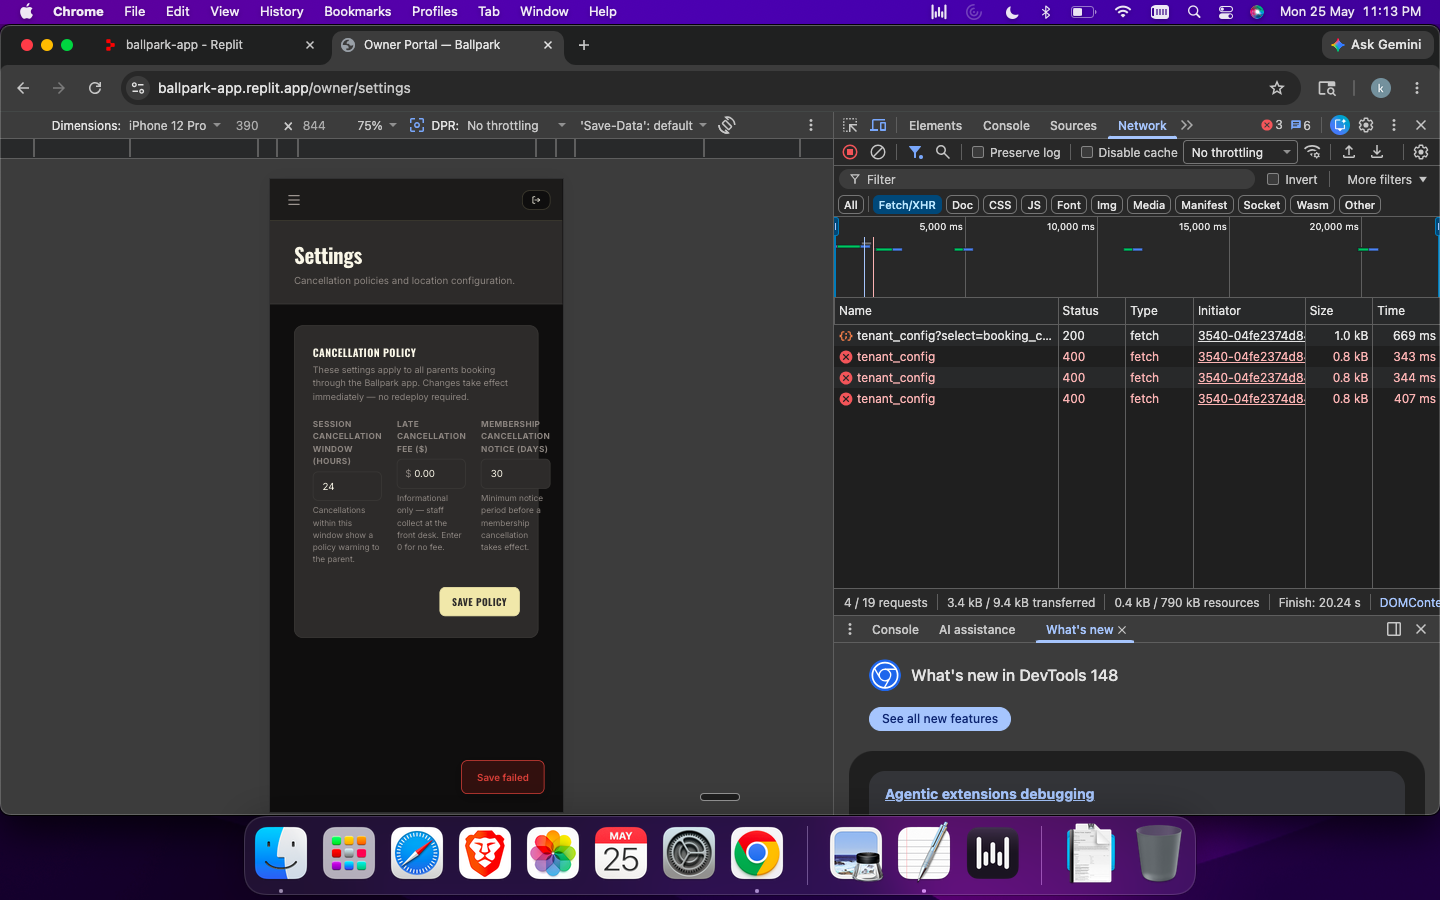 Chrome File Edit View History Bookmarks Profiles Tab Window Help Mon 25 May 11:13 PM
ballpark-app - Replit
Owner Portal — Ballpark
Ask Gemini
ballpark-app.replit.app/owner/settings
k
Dimensions: iPhone 12 Pro 390 × 844 75% DPR: No throttling 'Save-Data': default
Elements Console Sources Network 3 6
Preserve log Disable cache No throttling
Filter Invert More filters
All Fetch/XHR Doc CSS JS Font Img Media Manifest Socket Wasm Other
5,000 ms 10,000 ms 15,000 ms 20,000 ms
Name Status Type Initiator Size Time
tenant_config?select=booking_c... 200 fetch 3540-04fe2374d8 1.0 kB 669 ms
tenant_config 400 fetch 3540-04fe2374d8 0.8 kB 343 ms
tenant_config 400 fetch 3540-04fe2374d8 0.8 kB 344 ms
tenant_config 400 fetch 3540-04fe2374d8 0.8 kB 407 ms
4 / 19 requests 3.4 kB / 9.4 kB transferred 0.4 kB / 790 kB resources Finish: 20.24 s DOMConte
Console AI assistance What's new
What's new in DevTools 148
See all new features
Agentic extensions debugging
Settings
Cancellation policies and location configuration.
CANCELLATION POLICY
These settings apply to all parents booking
through the Ballpark app. Changes take effect
immediately — no redeploy required.
SESSION
CANCELLATION
WINDOW
(HOURS)
24
Cancellations
within this
window show a
policy warning to
the parent.
LATE
CANCELLATION
FEE ($)
$ 0.00
Informational
only — staff
collect at the
front desk. Enter
0 for no fee.
MEMBERSHIP
CANCELLATION
NOTICE (DAYS)
30
Minimum notice
period before a
membership
cancellation
takes effect.
SAVE POLICY
Save failed
MAY
25